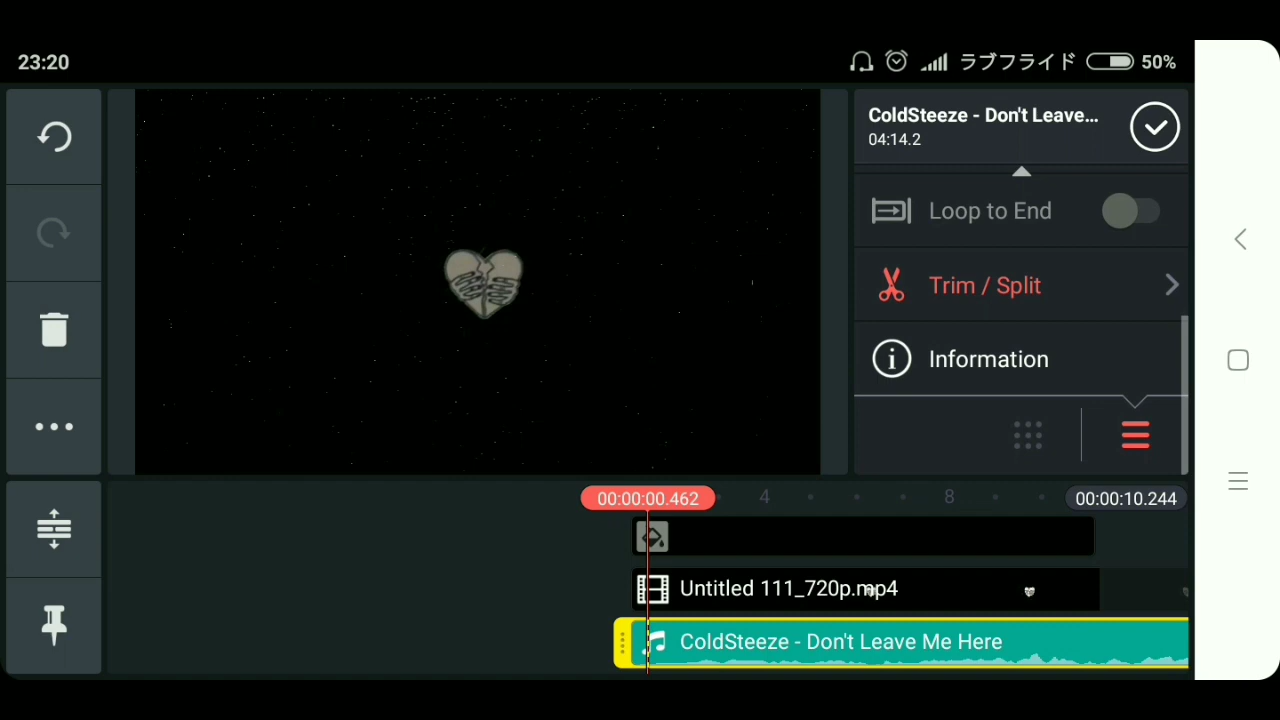 23:20
ラブフライド
50%
ColdSteeze - Don't Leave...
04:14.2
Loop to End
Trim / Split
Information
00:00:00.462
4
8
00:00:10.244
Untitled 111_720p.mp4
ColdSteeze - Don't Leave Me Here